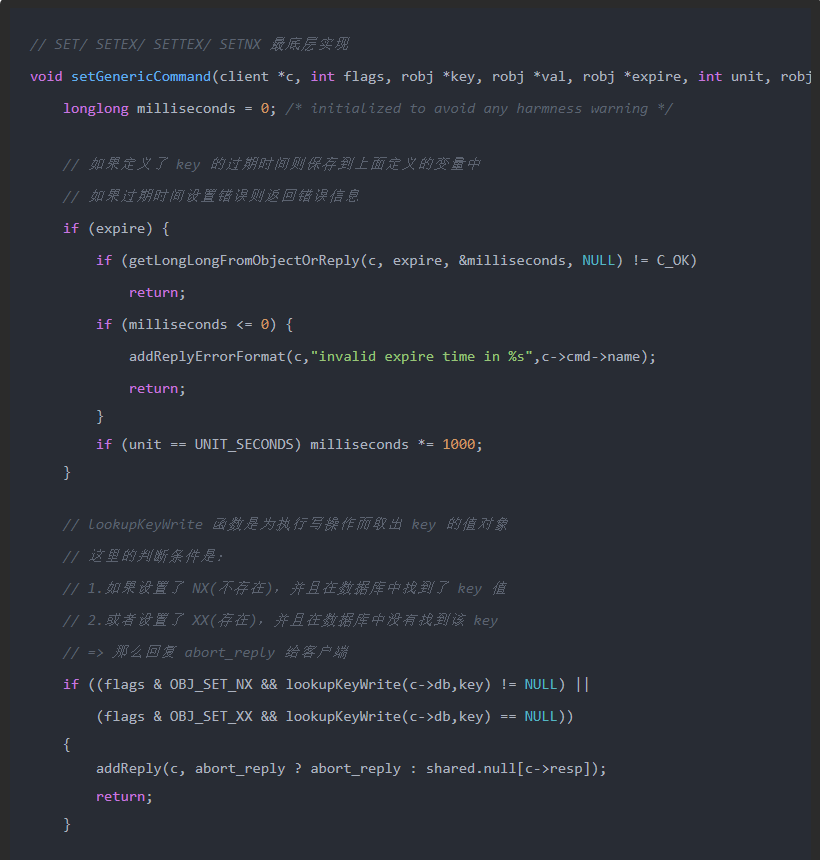 // SET/ SETEX/ SETTEX/ SETNX 最底层实现
void setGenericCommand(client *c, int flags, robj *key, robj *val, robj *expire, int unit, robj
    longlong milliseconds = 0; /* initialized to avoid any harmness warning */
    // 如果定义了 key 的过期时间则保存到上面定义的变量中
    // 如果过期时间设置错误则返回错误信息
    if (expire) {
        if (getLongLongFromObjectOrReply(c, expire, &milliseconds, NULL) != C_OK)
            return;
        if (milliseconds <= 0) {
            addReplyErrorFormat(c,"invalid expire time in %s",c->cmd->name);
            return;
        }
        if (unit == UNIT_SECONDS) milliseconds *= 1000;
    }
    // lookupKeyWrite 函数是为执行写操作而取出 key 的值对象
    // 这里的判断条件是:
    // 1.如果设置了 NX(不存在)，并且在数据库中找到了 key 值
    // 2.或者设置了 XX(存在)，并且在数据库中没有找到该 key
    // => 那么回复 abort_reply 给客户端
    if ((flags & OBJ_SET_NX && lookupKeyWrite(c->db,key) != NULL) ||
        (flags & OBJ_SET_XX && lookupKeyWrite(c->db,key) == NULL))
    {
        addReply(c, abort_reply ? abort_reply : shared.null[c->resp]);
        return;
    }